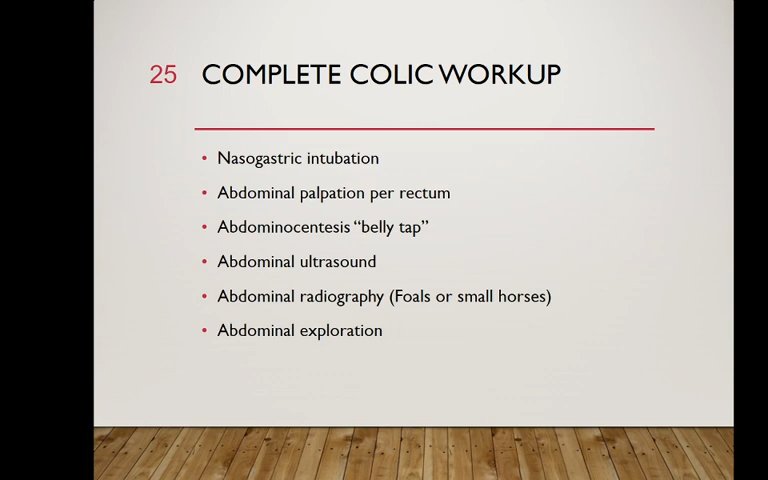 25 COMPLETE COLIC WORKUP
• Nasogastric intubation
• Abdominal palpation per rectum
• Abdominocentesis “belly tap”
• Abdominal ultrasound
• Abdominal radiography (Foals or small horses)
• Abdominal exploration